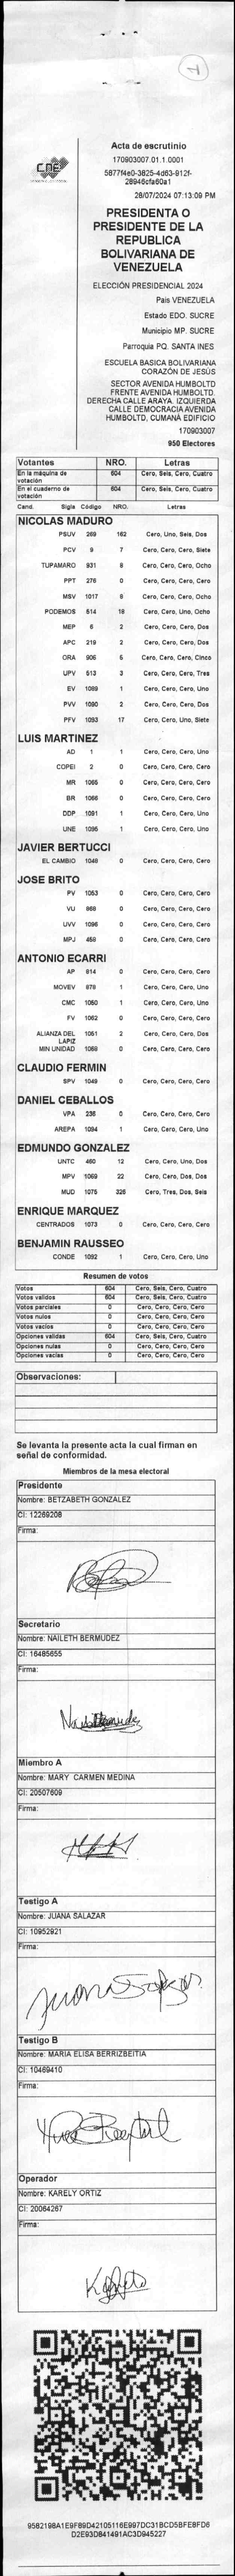 1
Acta de escrutinio
170903007.01.1.0001
5877f4e0-3825-4d63-912f-
28946cfa60a1
28/07/2024 07:13:09 PM
CNE
PRESIDENTA O
PRESIDENTE DE LA
REPUBLICA
BOLIVARIANA DE
VENEZUELA
ELECCIÓN PRESIDENCIAL 2024
Pais VENEZUELA
Estado EDO. SUCRE
Municipio MP. SUCRE
Parroquia PQ. SANTA INES
ESCUELA BASICA BOLIVARIANA
CORAZÓN DE JESÚS
SECTOR AVENIDA HUMBOLTD
FRENTE AVENIDA HUMBOLTD.
DERECHA CALLE ARAYA. IZQUIERDA
CALLE DEMOCRACIA AVENIDA
HUMBOLTD, CUMANÁ EDIFICIO
170903007
950 Electores
Votantes NRO. Letras
En la máquina de votación 604 Cero, Seis, Cero, Cuatro
En el cuaderno de votación 604 Cero, Seis, Cero, Cuatro
Cand. Sigla Código NRO. Letras
NICOLAS MADURO
PSUV 269 162 Cero, Uno, Seis, Dos
PCV 9 7 Cero, Cero, Cero, Siete
TUPAMARO 931 8 Cero, Cero, Cero, Ocho
PPT 276 0 Cero, Cero, Cero, Cero
MSV 1017 8 Cero, Cero, Cero, Ocho
PODEMOS 514 18 Cero, Cero, Uno, Ocho
MEP 6 2 Cero, Cero, Cero, Dos
APC 219 2 Cero, Cero, Cero, Dos
ORA 906 5 Cero, Cero, Cero, Cinco
UPV 513 3 Cero, Cero, Cero, Tres
EV 1089 1 Cero, Cero, Cero, Uno
PVV 1090 2 Cero, Cero, Cero, Dos
PFV 1093 17 Cero, Cero, Uno, Siete
LUIS MARTINEZ
AD 1 1 Cero, Cero, Cero, Uno
COPEI 2 0 Cero, Cero, Cero, Cero
MR 1065 0 Cero, Cero, Cero, Cero
BR 1066 0 Cero, Cero, Cero, Cero
DDP 1091 1 Cero, Cero, Cero, Uno
UNE 1095 1 Cero, Cero, Cero, Uno
JAVIER BERTUCCI
EL CAMBIO 1048 0 Cero, Cero, Cero, Cero
JOSE BRITO
PV 1053 0 Cero, Cero, Cero, Cero
VU 868 0 Cero, Cero, Cero, Cero
UVV 1096 0 Cero, Cero, Cero, Cero
MPJ 459 0 Cero, Cero, Cero, Cero
ANTONIO ECARRI
AP 814 0 Cero, Cero, Cero, Cero
MOVEV 879 1 Cero, Cero, Cero, Uno
CMC 1050 1 Cero, Cero, Cero, Uno
FV 1062 0 Cero, Cero, Cero, Cero
ALIANZA DEL LAPIZ 1051 2 Cero, Cero, Cero, Dos
MIN UNIDAD 1068 0 Cero, Cero, Cero, Cero
CLAUDIO FERMIN
SPV 1049 0 Cero, Cero, Cero, Cero
DANIEL CEBALLOS
VPA 236 0 Cero, Cero, Cero, Cero
AREPA 1094 1 Cero, Cero, Cero, Uno
EDMUNDO GONZALEZ
UNTC 460 12 Cero, Cero, Uno, Dos
MPV 1069 22 Cero, Cero, Dos, Dos
MUD 1075 326 Cero, Tres, Dos, Seis
ENRIQUE MARQUEZ
CENTRADOS 1073 0 Cero, Cero, Cero, Cero
BENJAMIN RAUSSEO
CONDE 1092 1 Cero, Cero, Cero, Uno
Resumen de votos
Votos 604 Cero, Seis, Cero, Cuatro
Votos validos 604 Cero, Seis, Cero, Cuatro
Votos parciales 0 Cero, Cero, Cero, Cero
Votos nulos 0 Cero, Cero, Cero, Cero
Votos vacios 0 Cero, Cero, Cero, Cero
Opciones validas 604 Cero, Seis, Cero, Cuatro
Opciones nulas 0 Cero, Cero, Cero, Cero
Opciones vacias 0 Cero, Cero, Cero, Cero
Observaciones:
Se levanta la presente acta la cual firman en
señal de conformidad.
Miembros de la mesa electoral
Presidente
Nombre: BETZABETH GONZALEZ
CI: 12269208
Firma:
Secretario
Nombre: NAILETH BERMUDEZ
CI: 16485655
Firma:
Miembro A
Nombre: MARY CARMEN MEDINA
CI: 20507609
Firma:
Testigo A
Nombre: JUANA SALAZAR
CI: 10952921
Firma:
Testigo B
Nombre: MARIA ELISA BERRIZBEITIA
CI: 10469410
Firma:
Operador
Nombre: KARELY ORTIZ
CI: 20064267
Firma:
9582198A1E9FB9D42105116E997DC31BCD5BFE8FD6
D2E93D841491AC3D945227